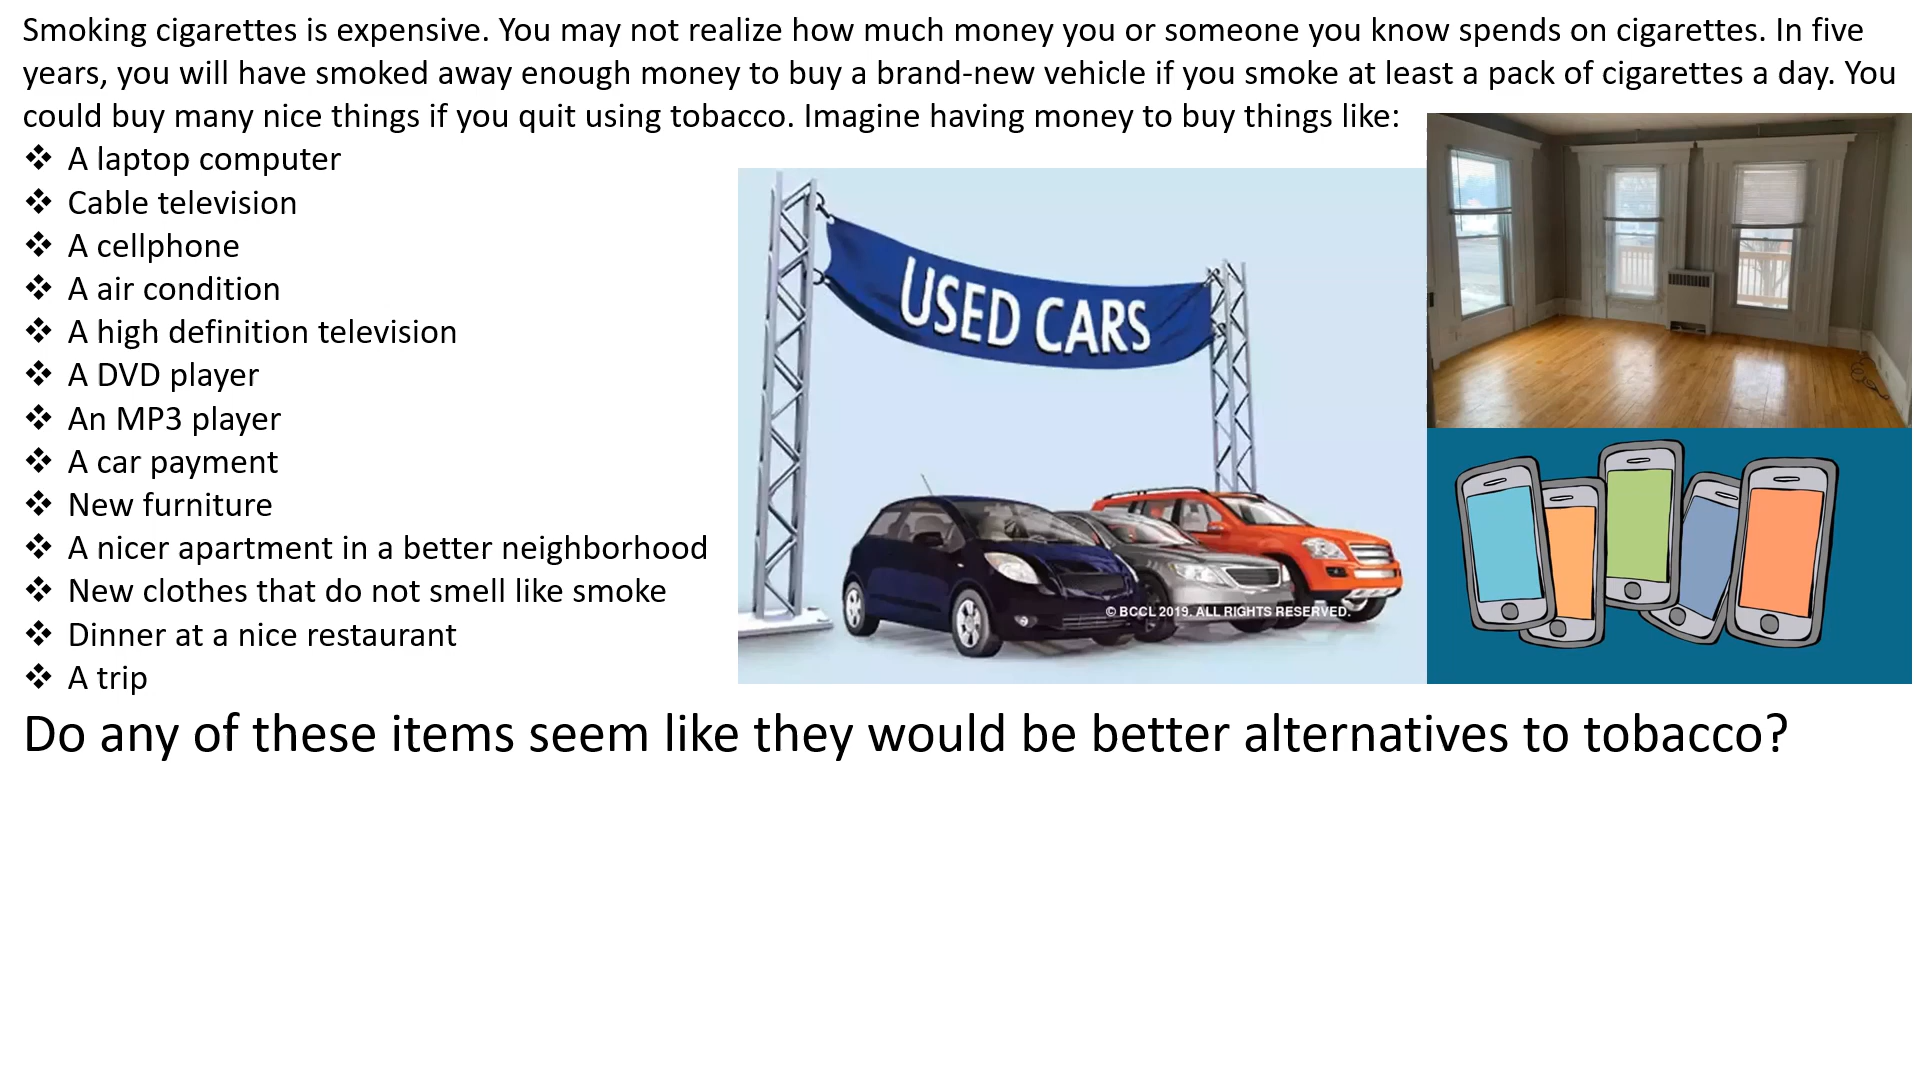 Smoking cigarettes is expensive. You may not realize how much money you or someone you know spends on cigarettes. In five
years, you will have smoked away enough money to buy a brand-new vehicle if you smoke at least a pack of cigarettes a day. You
could buy many nice things if you quit using tobacco. Imagine having money to buy things like:
❖ A laptop computer
❖ Cable television
❖ A cellphone
❖ A air condition
❖ A high definition television
❖ A DVD player
❖ An MP3 player
❖ A car payment
❖ New furniture
❖ A nicer apartment in a better neighborhood
❖ New clothes that do not smell like smoke
❖ Dinner at a nice restaurant
❖ A trip
USED CARS
© BCCL 2019. ALL RIGHTS RESERVED.
Do any of these items seem like they would be better alternatives to tobacco?